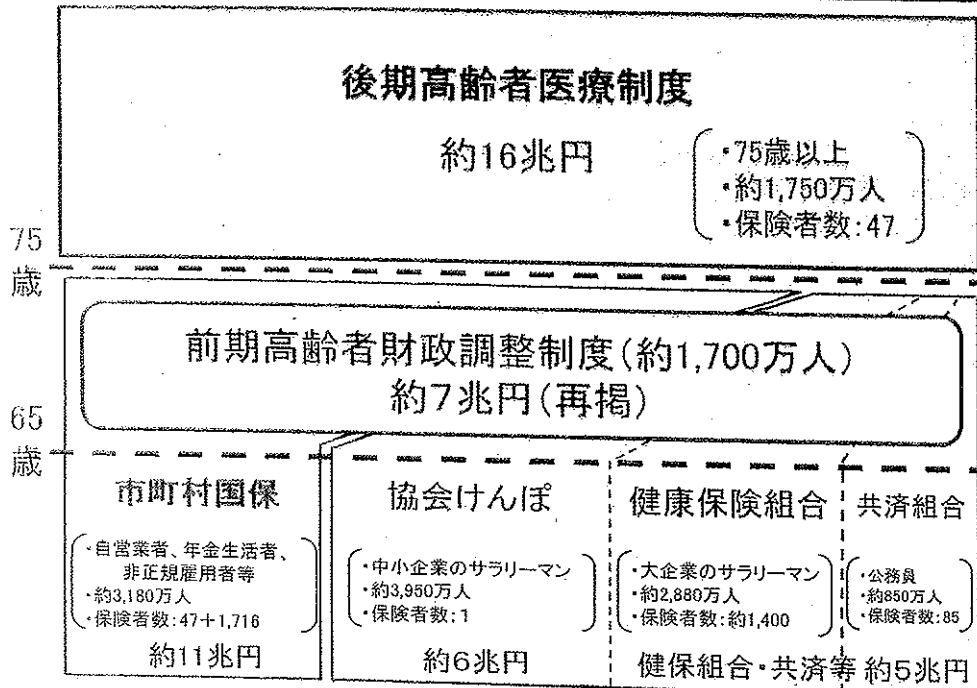 後期高齢者医療制度
約16兆円
・75歳以上
・約1,750万人
・保険者数:47
75
歳
前期高齢者財政調整制度(約1,700万人)
約7兆円(再掲)
65
歳
市町村国保
・自営業者、年金生活者、
非正規雇用者等
・約3,180万人
・保険者数:47+1,716
約11兆円
協会けんぽ
・中小企業のサラリーマン
・約3,950万人
・保険者数:1
約6兆円
健康保険組合
・大企業のサラリーマン
・約2,880万人
・保険者数:約1,400
共済組合
・公務員
・約850万人
・保険者数:85
健保組合・共済等 約5兆円